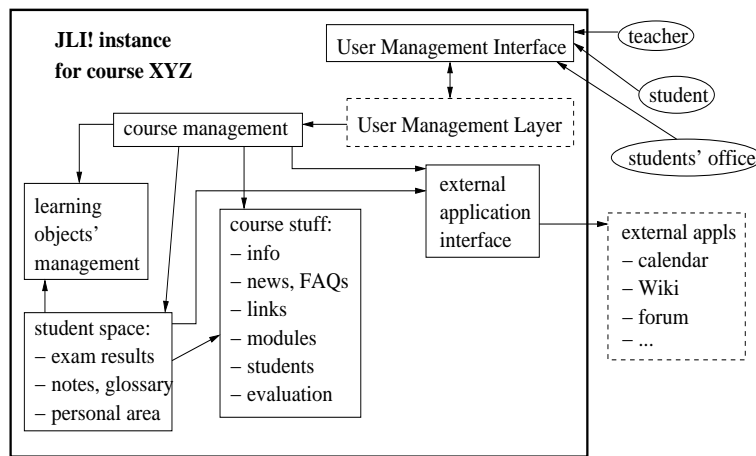 JLI! instance
for course XYZ
User Management Interface
teacher
student
students' office
User Management Layer
course management
learning
objects'
management
external
application
interface
course stuff:
– info
– news, FAQs
– links
– modules
– students
– evaluation
external appls
– calendar
– Wiki
– forum
– ...
student space:
– exam results
– notes, glossary
– personal area